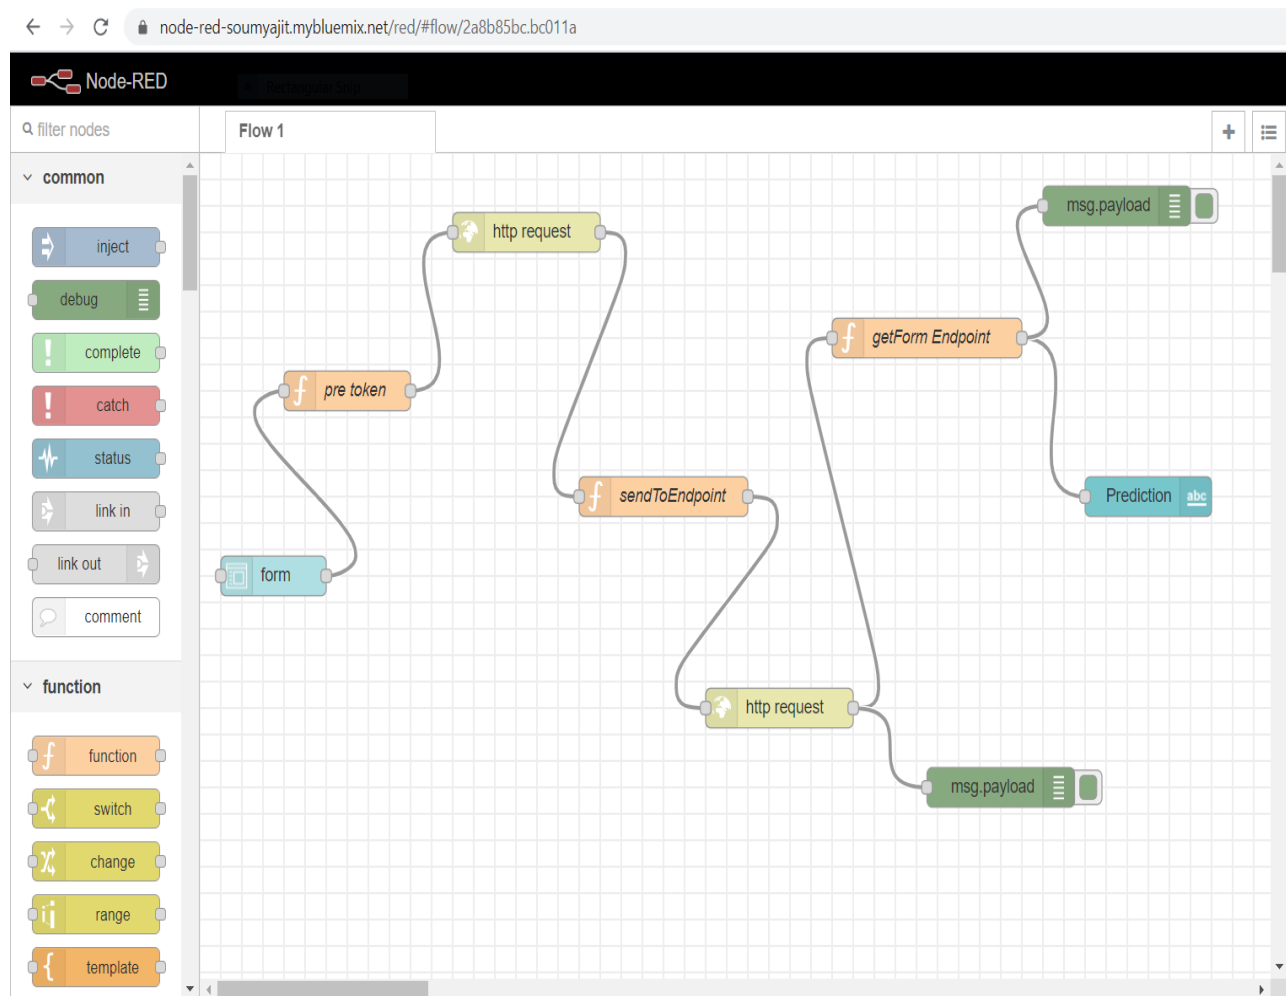 node-red-soumyajit.mybluemix.net/red/#flow/2a8b85bc.bc011a
Node-RED
Rectangular Snip
filter nodes
Flow 1
common
inject
debug
complete
catch
status
link in
link out
comment
function
function
switch
change
range
template
http request
pre token
form
sendToEndpoint
http request
msg.payload
getForm Endpoint
msg.payload
Prediction
abc